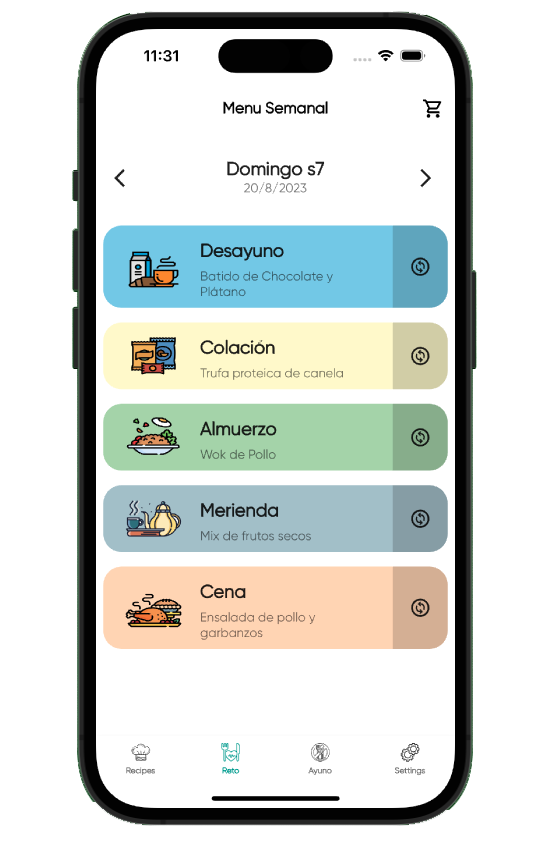 11:31
Menu Semanal
Domingo s7
20/8/2023
Desayuno
Batido de Chocolate y
Plátano
Colación
Trufa proteica de canela
Almuerzo
Wok de Pollo
Merienda
Mix de frutos secos
Cena
Ensalada de pollo y
garbanzos
Recipes
Reto
Ayuno
Settings